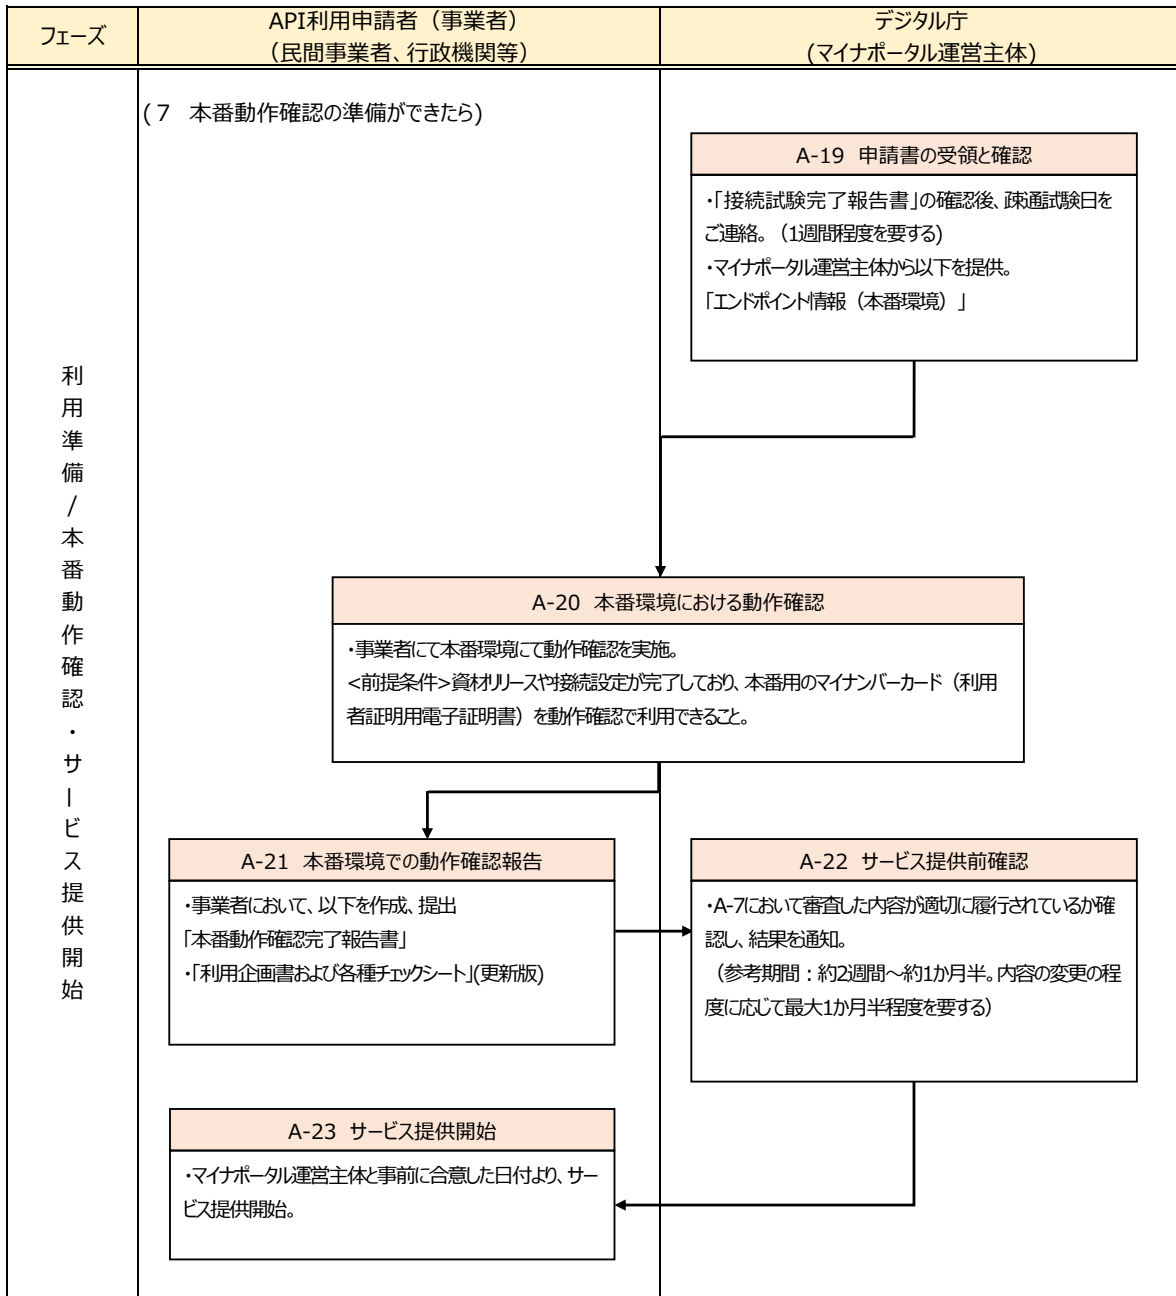 フェーズ
API利用申請者（事業者）
（民間事業者、行政機関等）
デジタル庁
(マイナポータル運営主体)
(７　本番動作確認の準備ができたら)
A-19 申請書の受領と確認
・「接続試験完了報告書」の確認後、疎通試験日を
ご連絡。（1週間程度を要する)
・マイナポータル運営主体から以下を提供。
「エンドポイント情報（本番環境）」
利用準備/本番動作確認・サービス提供開始
A-20 本番環境における動作確認
・事業者にて本番環境にて動作確認を実施。
<前提条件>資材リリースや接続設定が完了しており、本番用のマイナンバーカード（利用
者証明用電子証明書）を動作確認で利用できること。
A-21 本番環境での動作確認報告
・事業者において、以下を作成、提出
「本番動作確認完了報告書」
・「利用企画書および各種チェックシート」(更新版)
A-22 サービス提供前確認
・A-7において審査した内容が適切に履行されているか確
認し、結果を通知。
（参考期間：約2週間～約1か月半。内容の変更の程
度に応じて最大1か月半程度を要する）
A-23 サービス提供開始
・マイナポータル運営主体と事前に合意した日付より、サー
ビス提供開始。